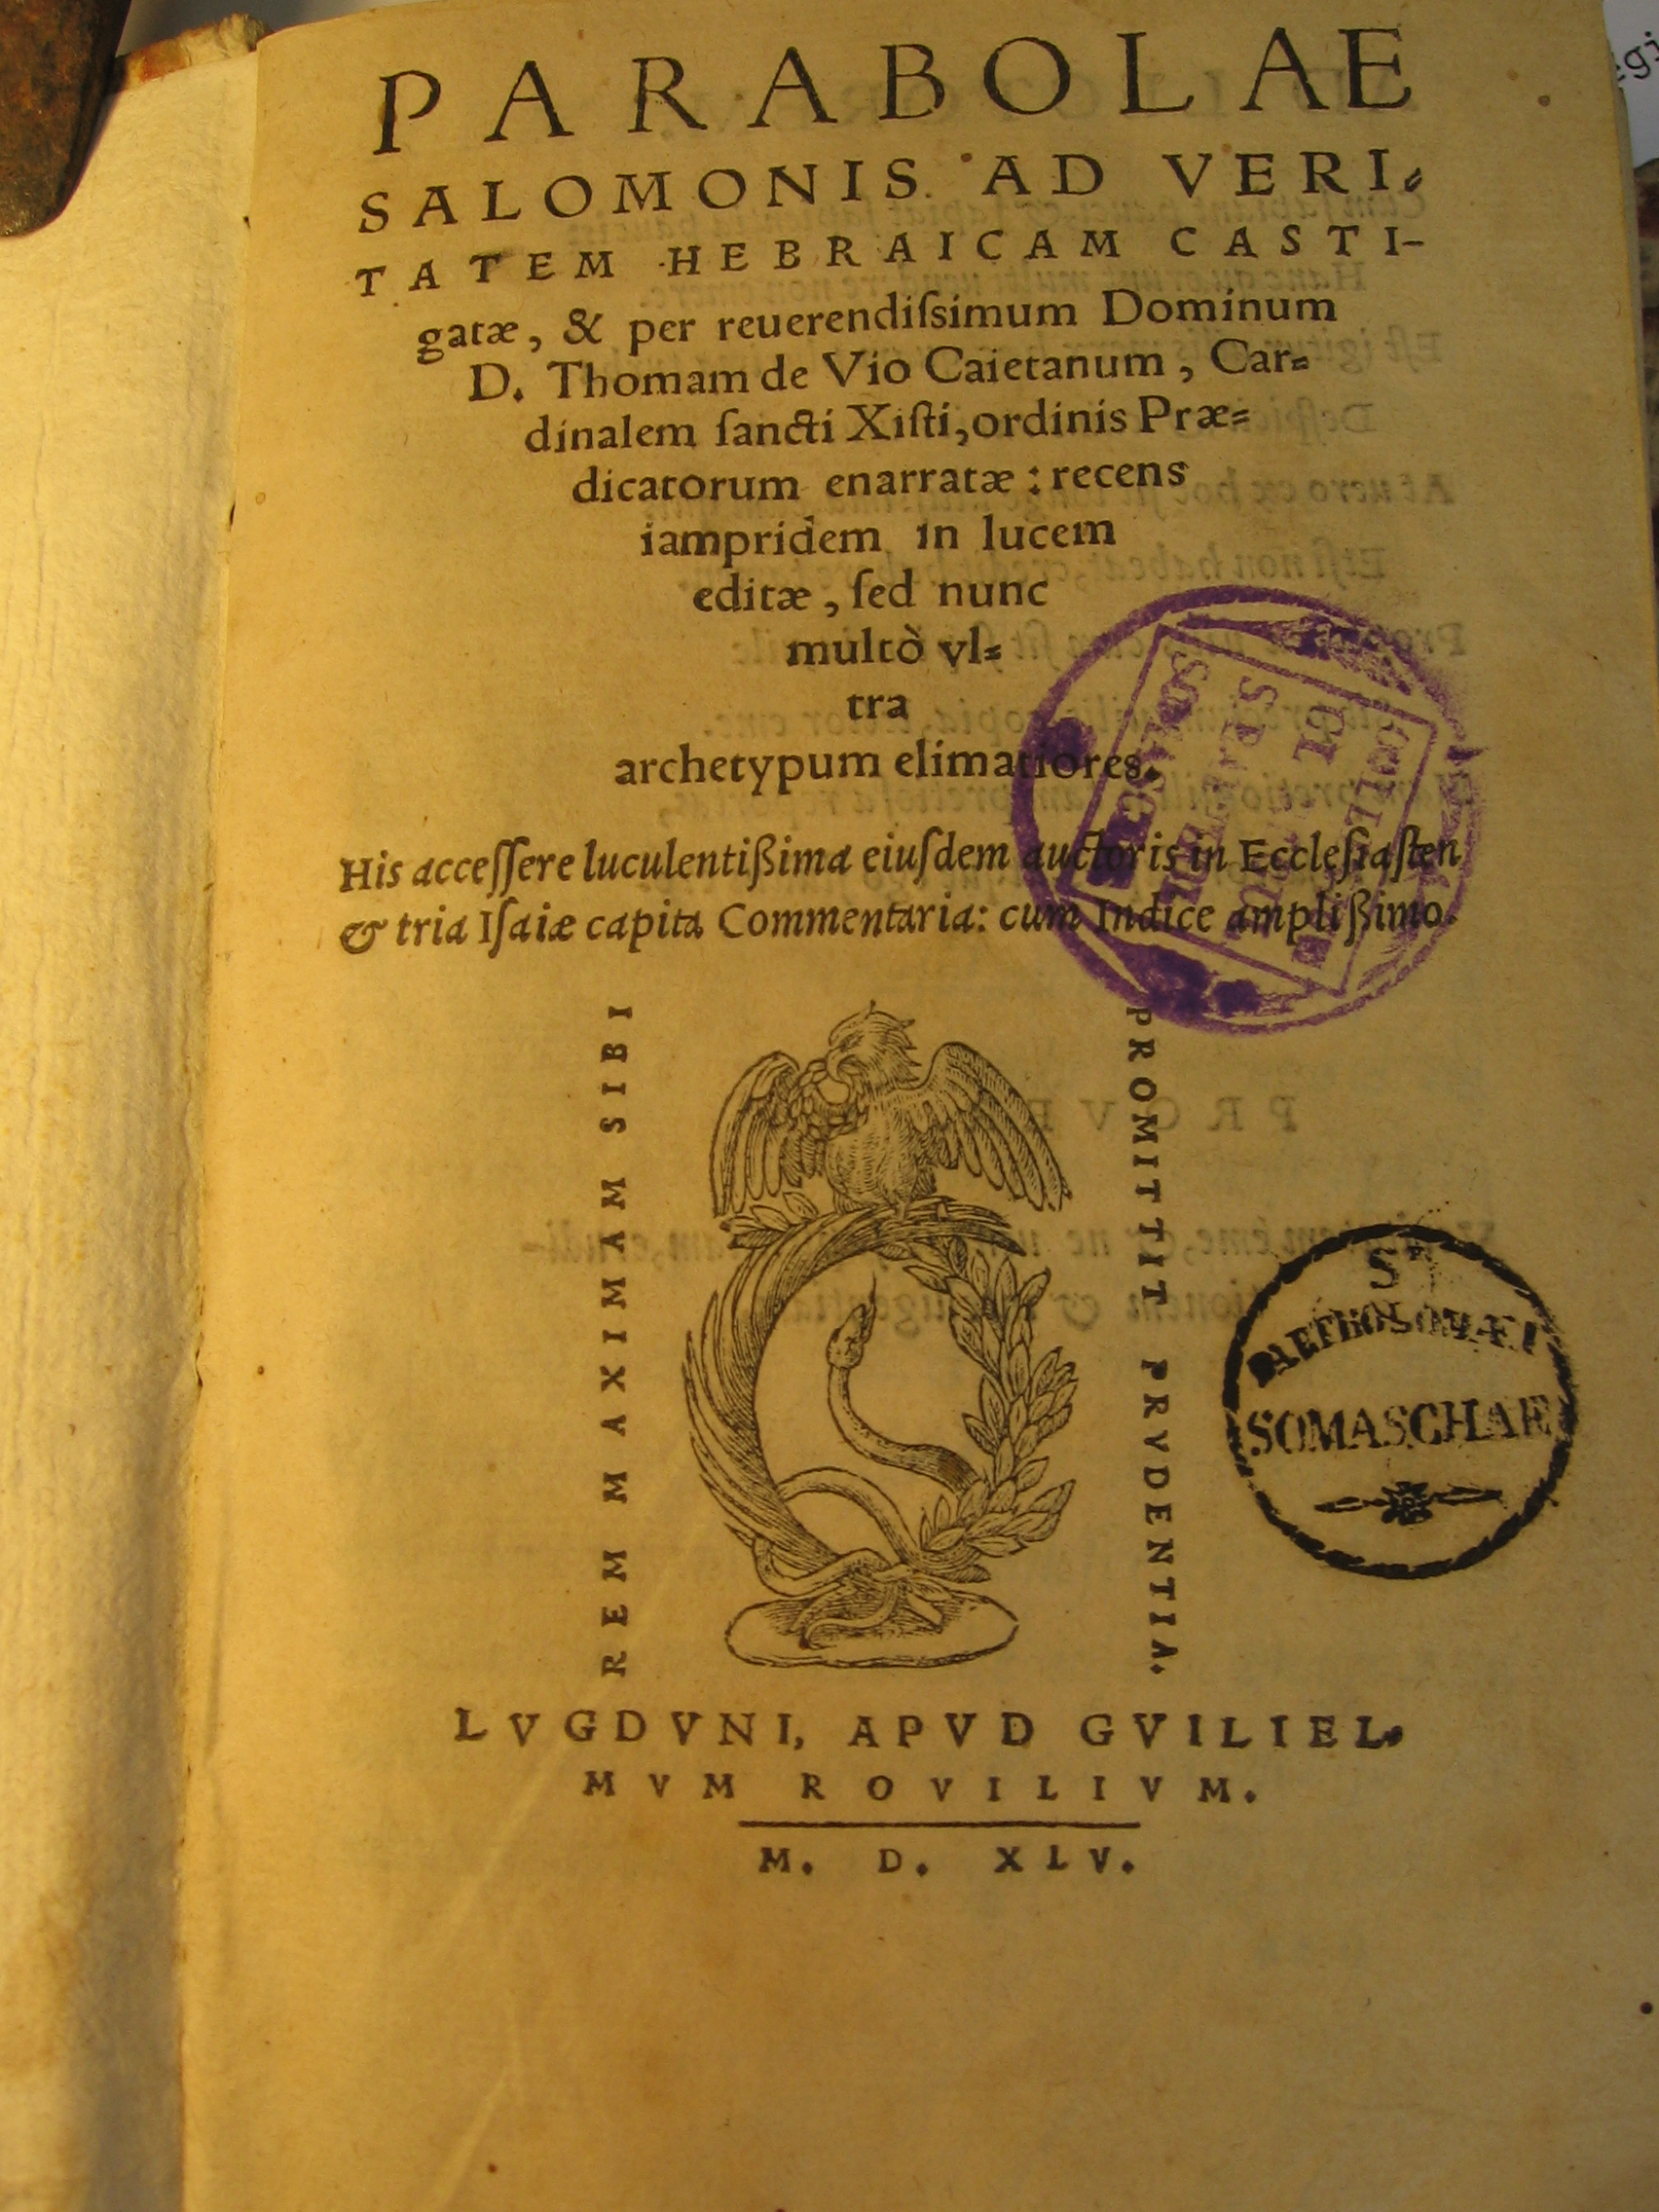 PARABOLAE
SALOMONIS AD VERI⸗
TATEM HEBRAICAM CASTI-
gatæ, & per reuerendiſsimum Dominum
D. Thomam de Vio Caietanum, Car⸗
dinalem ſancti Xiſti, ordinis Præ⸗
dicatorum enarratæ : recens
iampridem in lucem
editæ, ſed nunc
multò vl⸗
tra
archetypum elimatiores.
His acceſſere luculentißima eiuſdem auctoris in Eccleſiaſten
& tria Iſaiæ capita Commentaria: cum Indice amplißimo.
REM MAXIMAM SIBI
PROMITTIT PRVDENTIA.
Sti
BARTHOLOMÆI
SOMASCHAE
LVGDVNI, APVD GVILIEL⸗
MVM ROVILIVM.
M. D. XLV.